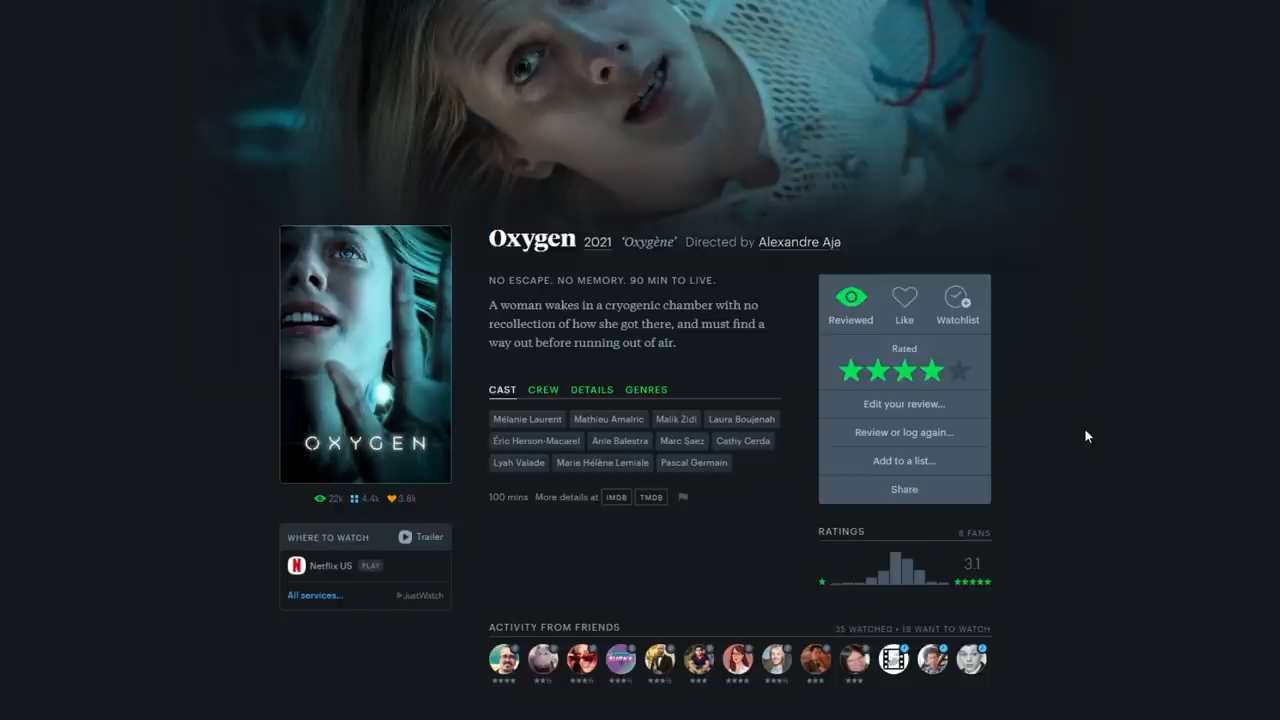 Oxygen 2021 ‘Oxygène’ Directed by Alexandre Aja
NO ESCAPE. NO MEMORY. 90 MIN TO LIVE.
A woman wakes in a cryogenic chamber with no
recollection of how she got there, and must find a
way out before running out of air.
CAST CREW DETAILS GENRES
Mélanie Laurent Mathieu Amalric Malik Zidi Laura Boujenah
Éric Herson-Macarel Anie Balestra Marc Saez Cathy Cerda
Lyah Valade Marie Hélène Lemiale Pascal Germain
100 mins More details at IMDB TMDB
OXYGEN
22k 4.4k 3.8k
WHERE TO WATCH Trailer
Netflix US PLAY
All services... JustWatch
Reviewed Like Watchlist
Rated
Edit your review...
Review or log again...
Add to a list...
Share
RATINGS 8 FANS
3.1
ACTIVITY FROM FRIENDS 35 WATCHED • 18 WANT TO WATCH